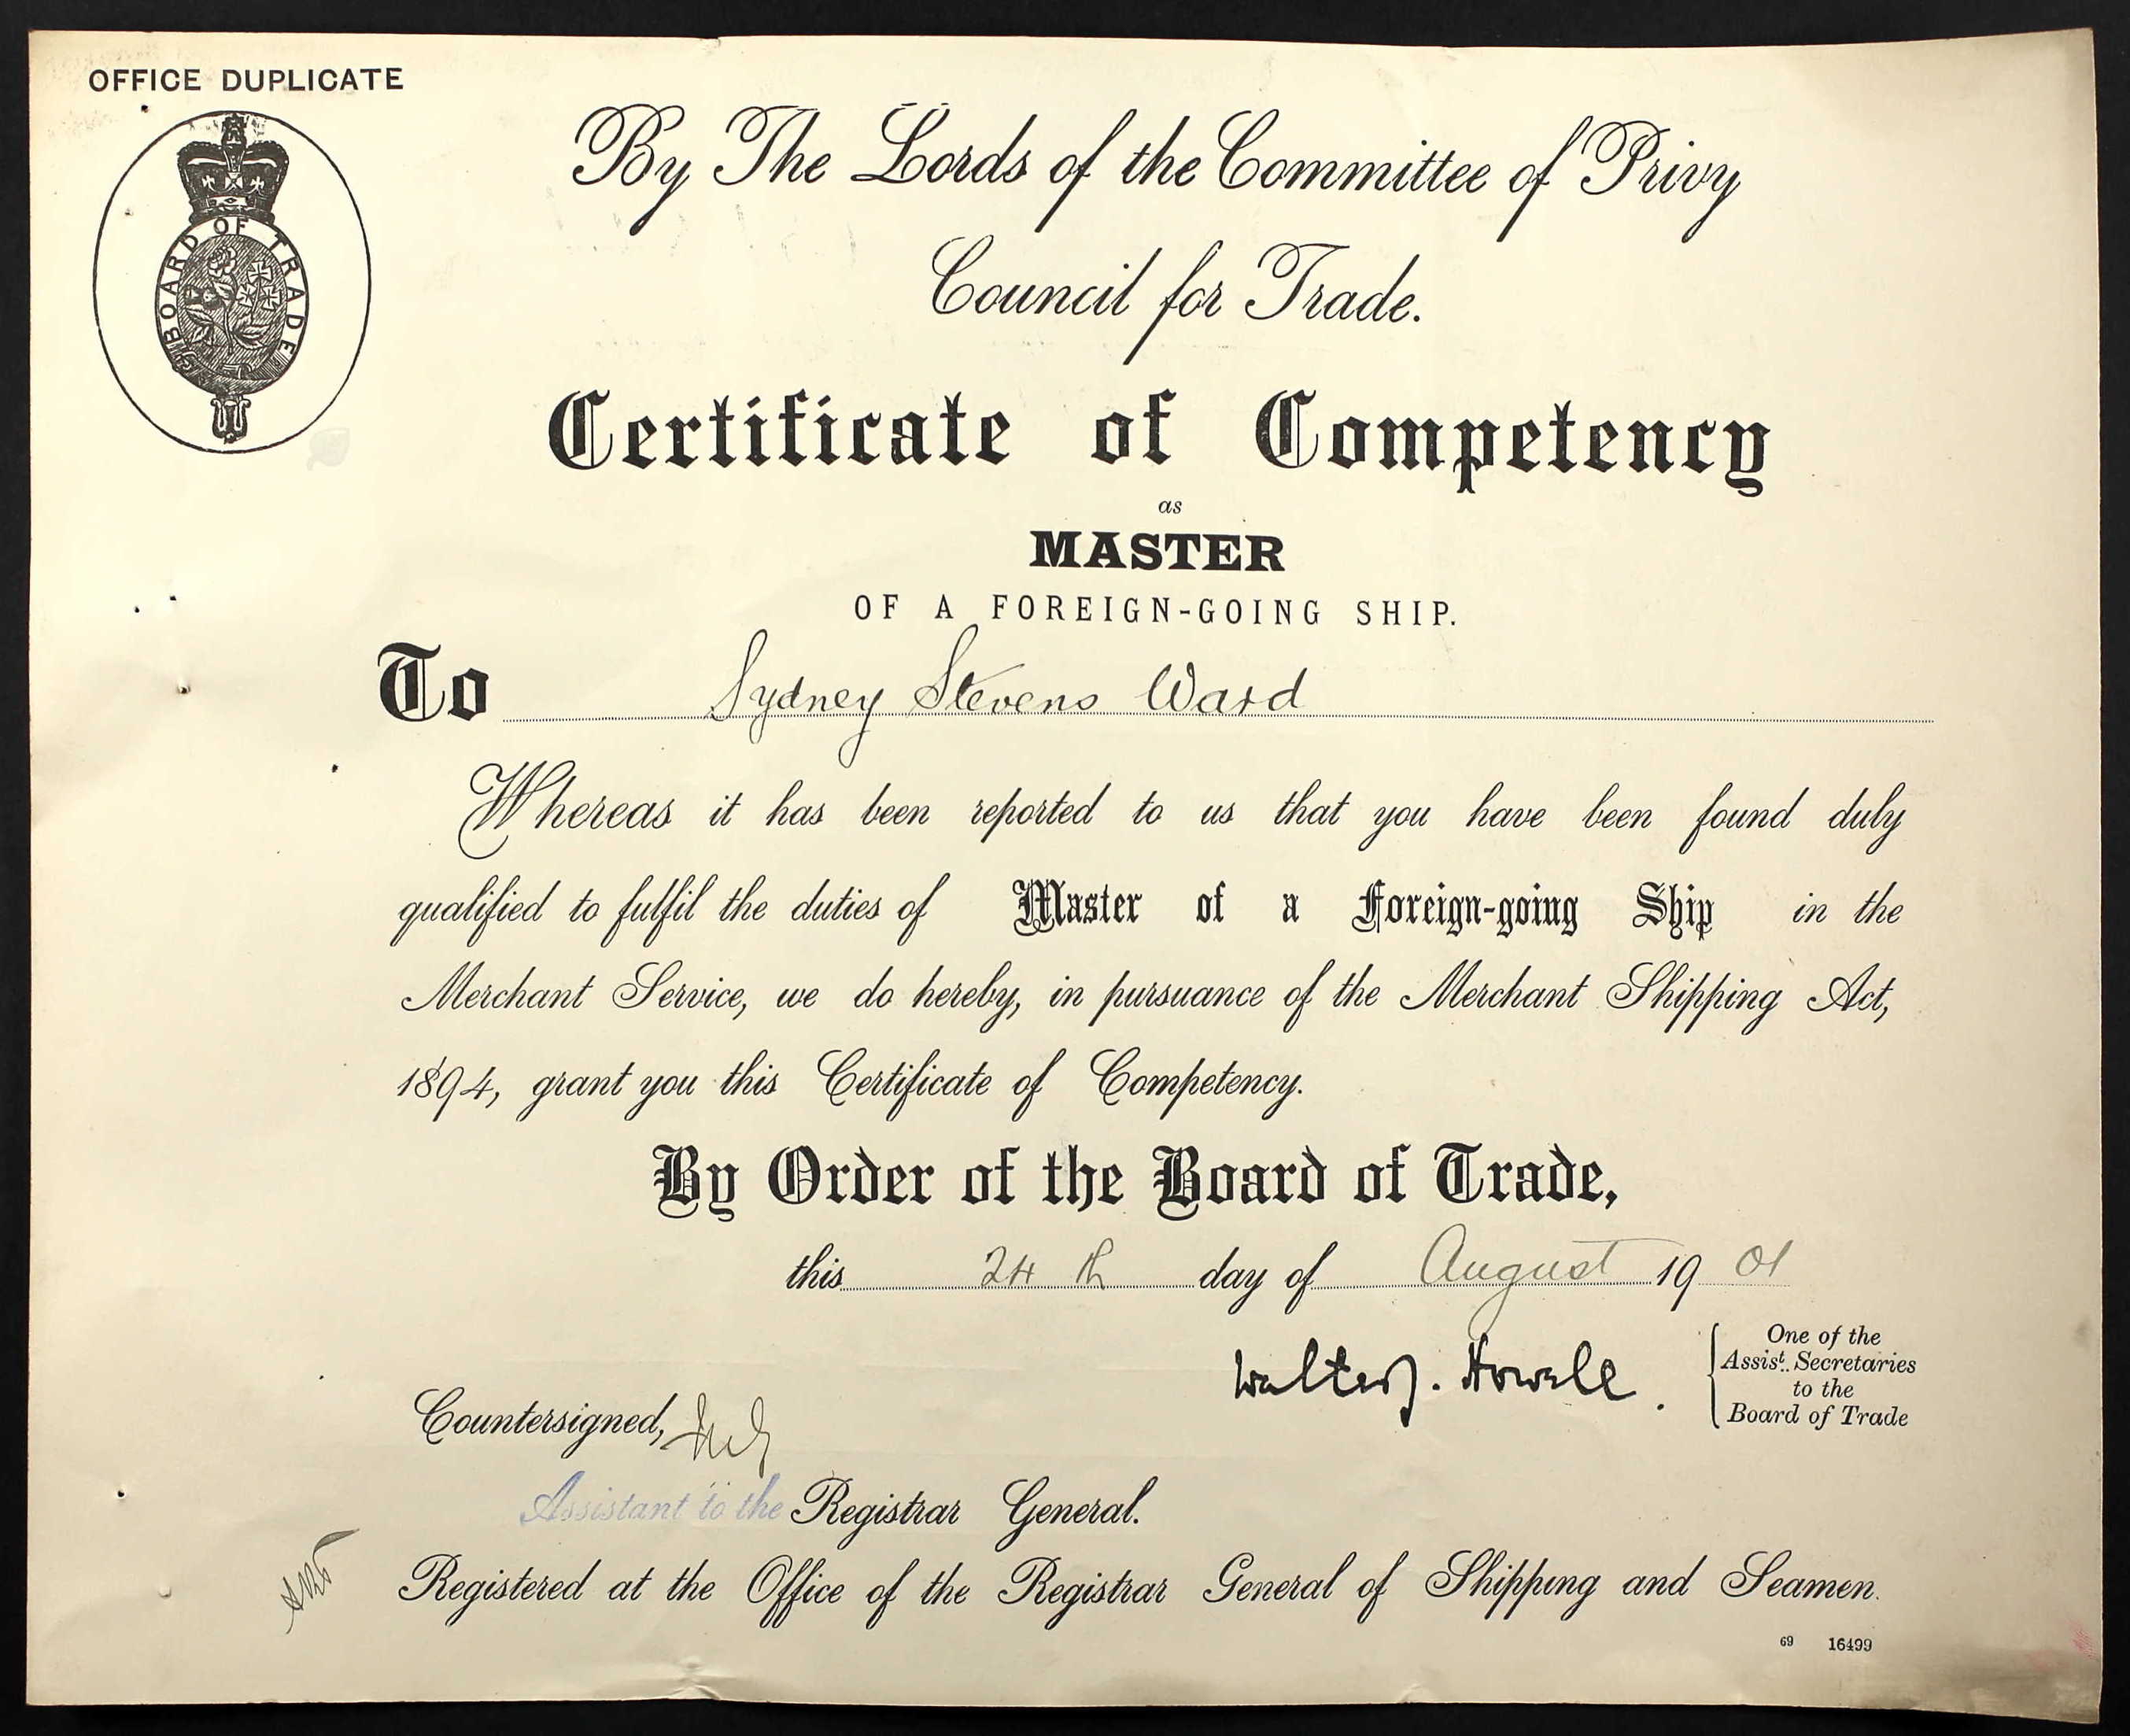 OFFICE DUPLICATE
BOARD OF TRADE
By The Lords of the Committee of Privy
Council for Trade.
Certificate of Competency
as
MASTER
OF A FOREIGN-GOING SHIP.
To Sydney Stevens Ward
Whereas it has been reported to us that you have been found duly
qualified to fulfil the duties of Master of a Foreign-going Ship in the
Merchant Service, we do hereby, in pursuance of the Merchant Shipping Act,
1894, grant you this Certificate of Competency.
By Order of the Board of Trade,
this 24th day of August 1901
Walter J. Howell.
One of the
Assist. Secretaries
to the
Board of Trade
Countersigned,
Assistant to the Registrar General.
Registered at the Office of the Registrar General of Shipping and Seamen.
69 16499